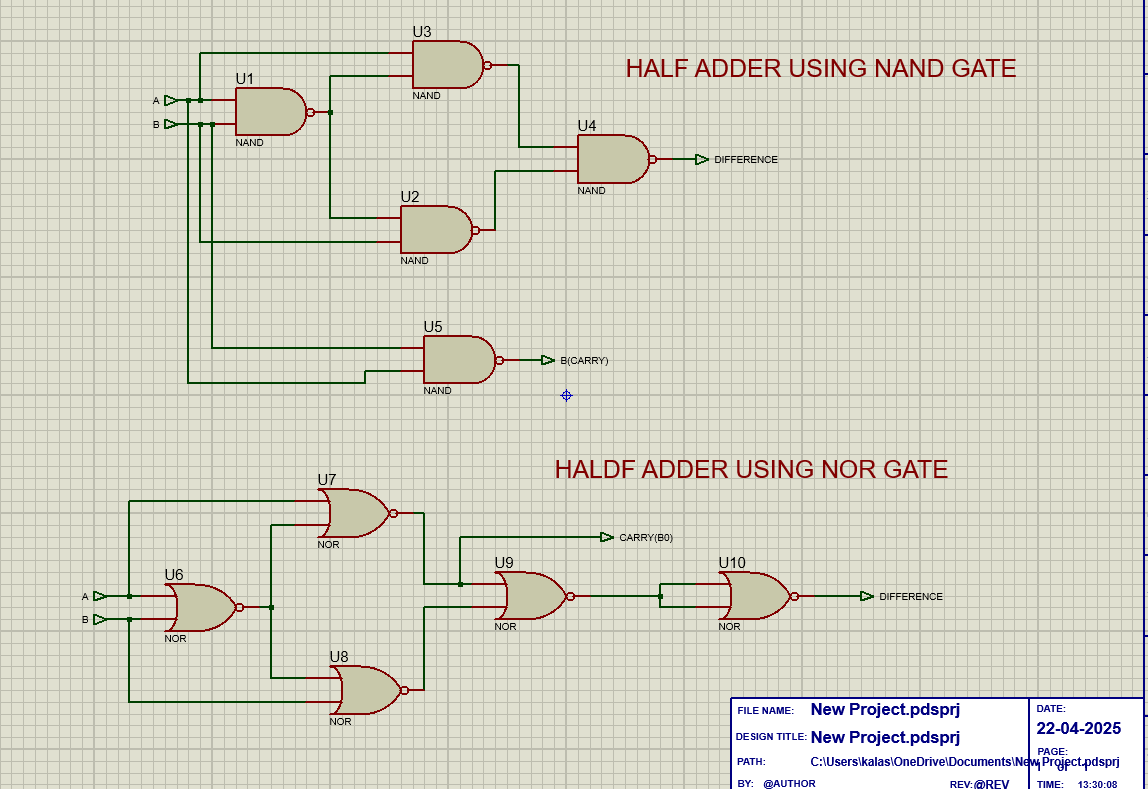 U3
HALF ADDER USING NAND GATE
U1
A
NAND
B
U4
NAND
DIFFERENCE
NAND
U2
NAND
U5
B(CARRY)
NAND
HALDF ADDER USING NOR GATE
U7
CARRY(B0)
NOR
U9
U10
U6
A
DIFFERENCE
B
NOR
NOR
NOR
U8
NOR
FILE NAME: New Project.pdsprj
DATE:
22-04-2025
DESIGN TITLE: New Project.pdsprj
PAGE:
PATH: C:\Users\kalas\OneDrive\Documents\New Project.pdsprj
1 of 1
BY: @AUTHOR
REV:@REV
TIME: 13:30:08